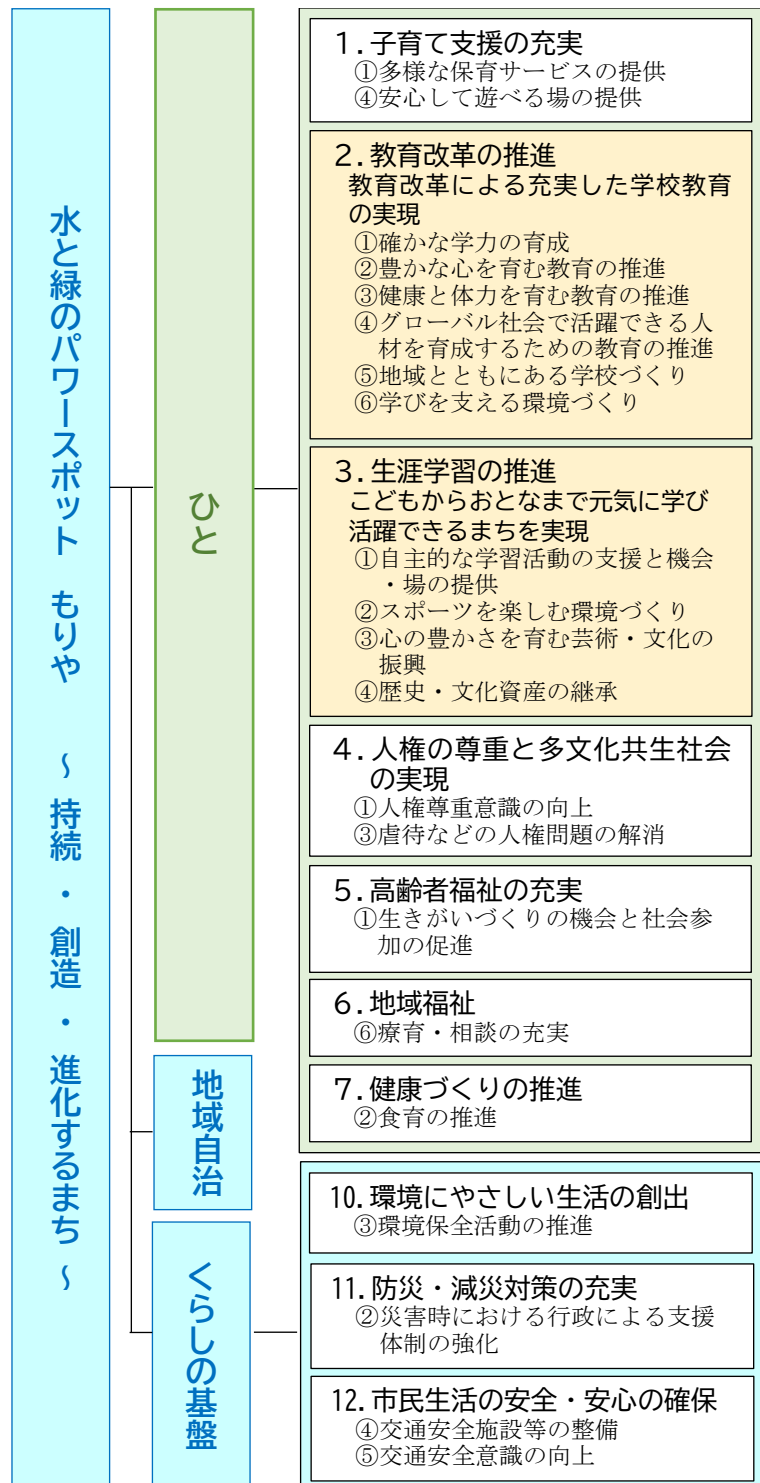 水と緑のパワースポット　もりや　～　持続　・　創造　・　進化するまち　～
ひと
1．子育て支援の充実
①多様な保育サービスの提供
④安心して遊べる場の提供
2．教育改革の推進
教育改革による充実した学校教育
の実現
①確かな学力の育成
②豊かな心を育む教育の推進
③健康と体力を育む教育の推進
④グローバル社会で活躍できる人
材を育成するための教育の推進
⑤地域とともにある学校づくり
⑥学びを支える環境づくり
3．生涯学習の推進
こどもからおとなまで元気に学び
活躍できるまちを実現
①自主的な学習活動の支援と機会
・場の提供
②スポーツを楽しむ環境づくり
③心の豊かさを育む芸術・文化の
振興
④歴史・文化資産の継承
4．人権の尊重と多文化共生社会
の実現
①人権尊重意識の向上
③虐待などの人権問題の解消
5．高齢者福祉の充実
①生きがいづくりの機会と社会参
加の促進
6．地域福祉
⑥療育・相談の充実
7．健康づくりの推進
②食育の推進
地域自治
くらしの基盤
10．環境にやさしい生活の創出
③環境保全活動の推進
11．防災・減災対策の充実
②災害時における行政による支援
体制の強化
12．市民生活の安全・安心の確保
④交通安全施設等の整備
⑤交通安全意識の向上